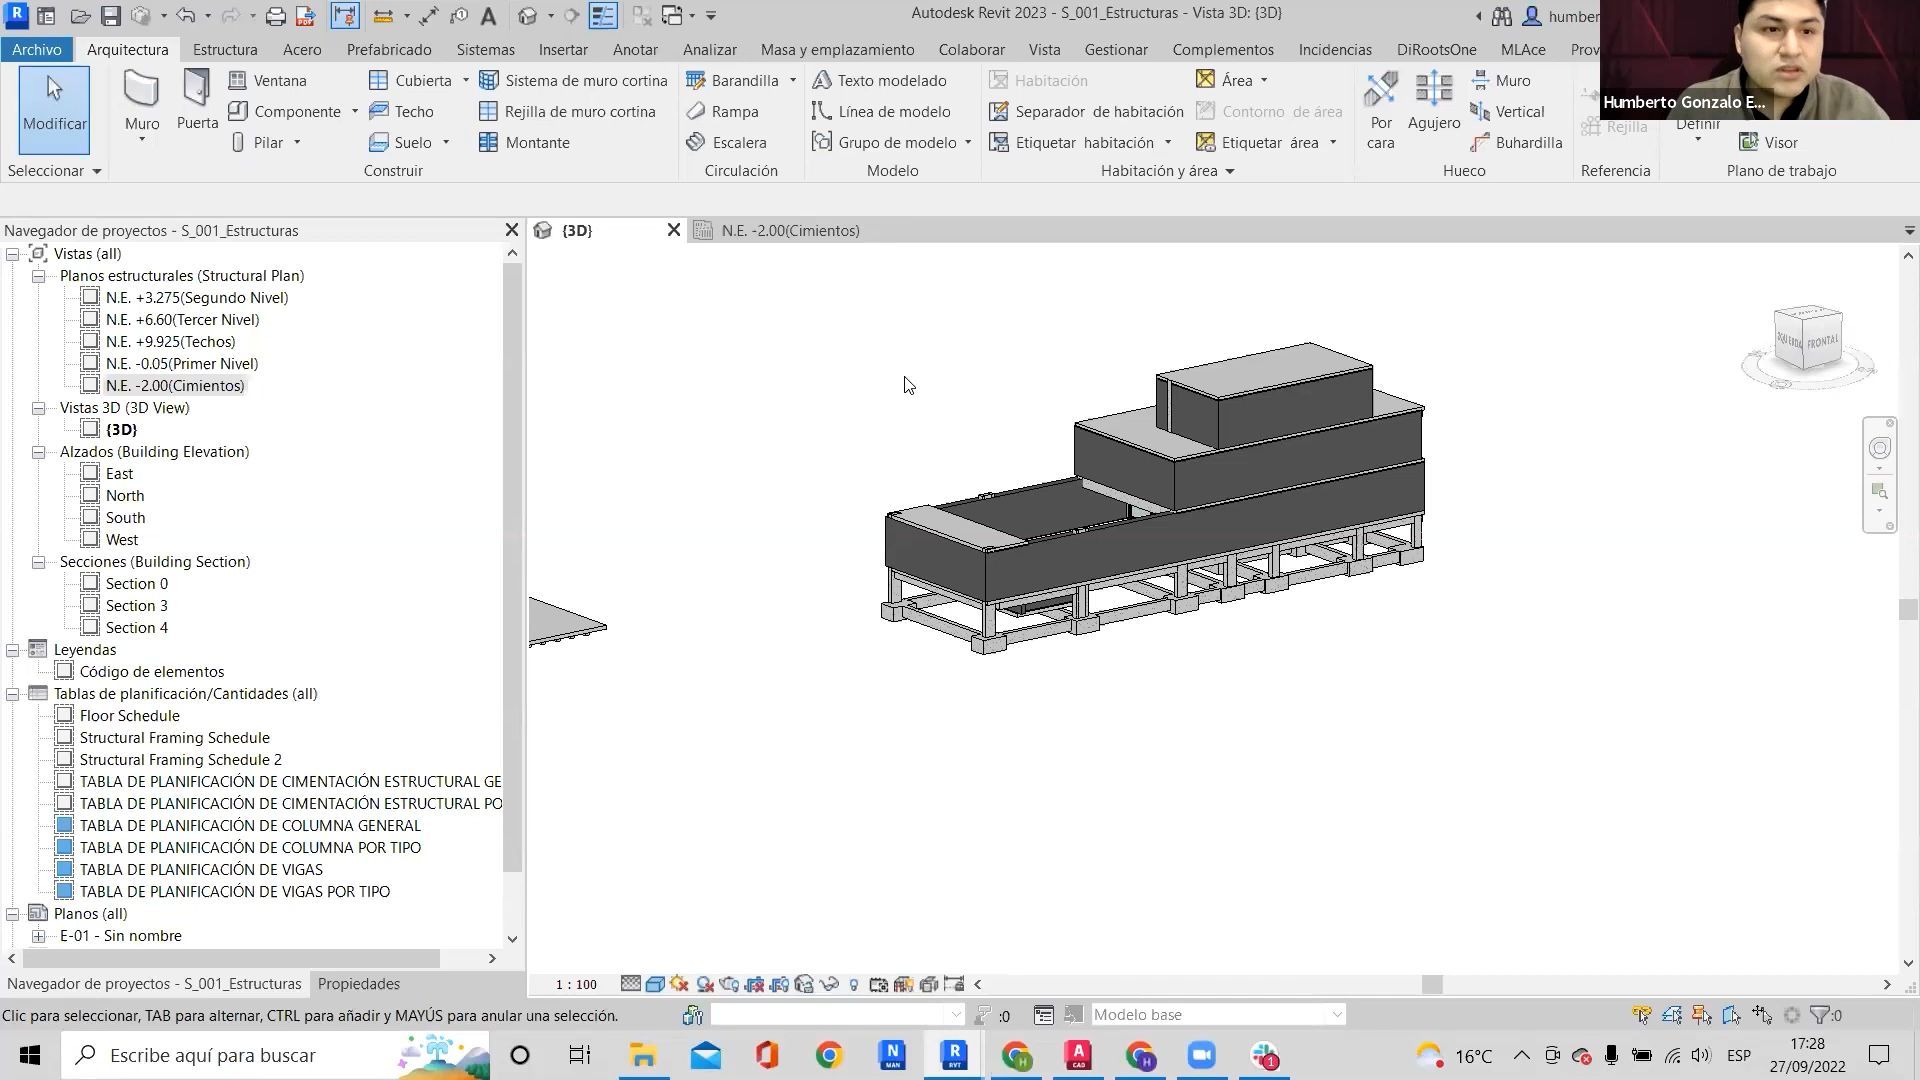 Autodesk Revit 2023 - S_001_Estructuras - Vista 3D: {3D}
humber
Archivo Arquitectura Estructura Acero Prefabricado Sistemas Insertar Anotar Analizar Masa y emplazamiento Colaborar Vista Gestionar Complementos Incidencias DiRootsOne MLAce Prov
Humberto Gonzalo E...
Modificar
Muro
Puerta
Ventana
Componente
Pilar
Cubierta
Techo
Suelo
Sistema de muro cortina
Rejilla de muro cortina
Montante
Barandilla
Rampa
Escalera
Texto modelado
Línea de modelo
Grupo de modelo
Habitación
Separador de habitación
Etiquetar habitación
Área
Contorno de área
Etiquetar área
Por cara
Agujero
Muro
Vertical
Buhardilla
Rejilla
Definir
Visor
Seleccionar Construir Circulación Modelo Habitación y área Hueco Referencia Plano de trabajo
Navegador de proyectos - S_001_Estructuras
{3D}
N.E. -2.00(Cimientos)
Vistas (all)
Planos estructurales (Structural Plan)
N.E. +3.275(Segundo Nivel)
N.E. +6.60(Tercer Nivel)
N.E. +9.925(Techos)
N.E. -0.05(Primer Nivel)
N.E. -2.00(Cimientos)
Vistas 3D (3D View)
{3D}
Alzados (Building Elevation)
East
North
South
West
Secciones (Building Section)
Section 0
Section 3
Section 4
Leyendas
Código de elementos
Tablas de planificación/Cantidades (all)
Floor Schedule
Structural Framing Schedule
Structural Framing Schedule 2
TABLA DE PLANIFICACIÓN DE CIMENTACIÓN ESTRUCTURAL GE
TABLA DE PLANIFICACIÓN DE CIMENTACIÓN ESTRUCTURAL PO
TABLA DE PLANIFICACIÓN DE COLUMNA GENERAL
TABLA DE PLANIFICACIÓN DE COLUMNA POR TIPO
TABLA DE PLANIFICACIÓN DE VIGAS
TABLA DE PLANIFICACIÓN DE VIGAS POR TIPO
Planos (all)
E-01 - Sin nombre
FRONTAL
Navegador de proyectos - S_001_Estructuras Propiedades
1 : 100
Clic para seleccionar, TAB para alternar, CTRL para añadir y MAYÚS para anular una selección.
:0
Modelo base
:0
Escribe aquí para buscar
16°C
ESP
17:28
27/09/2022